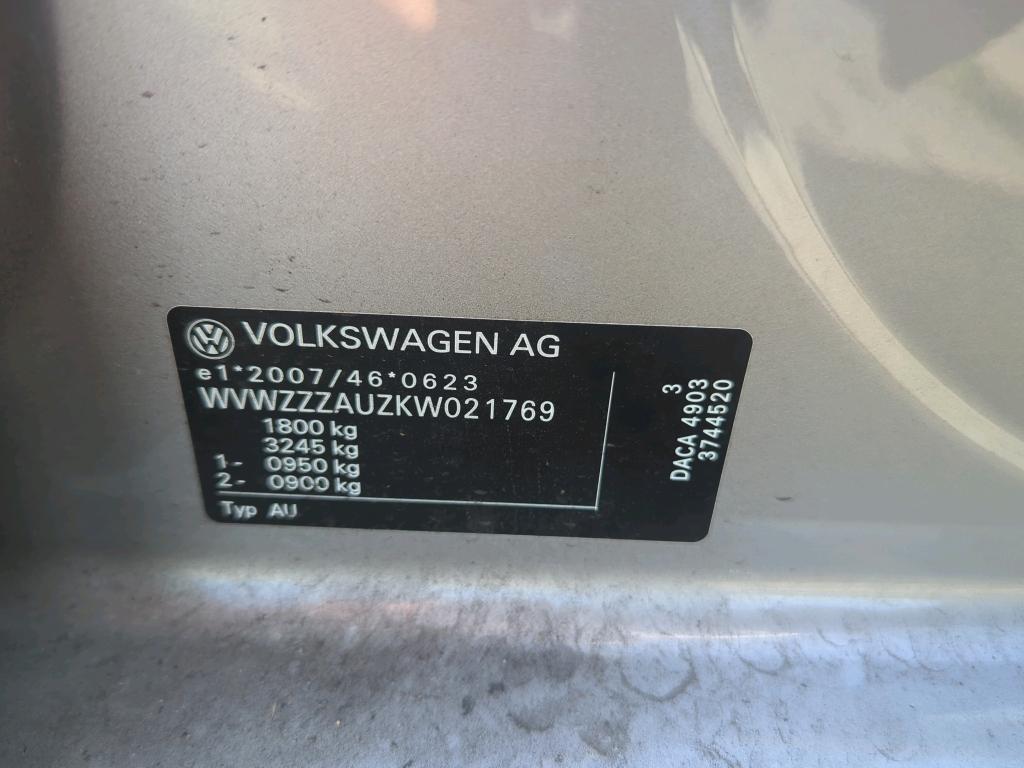 VOLKSWAGEN AG
e1*2007/46*0623
WVWZZZAUZKW021769
1800 kg
3245 kg
1- 0950 kg
2- 0900 kg
Typ AU
3
DACA 4903
3744520